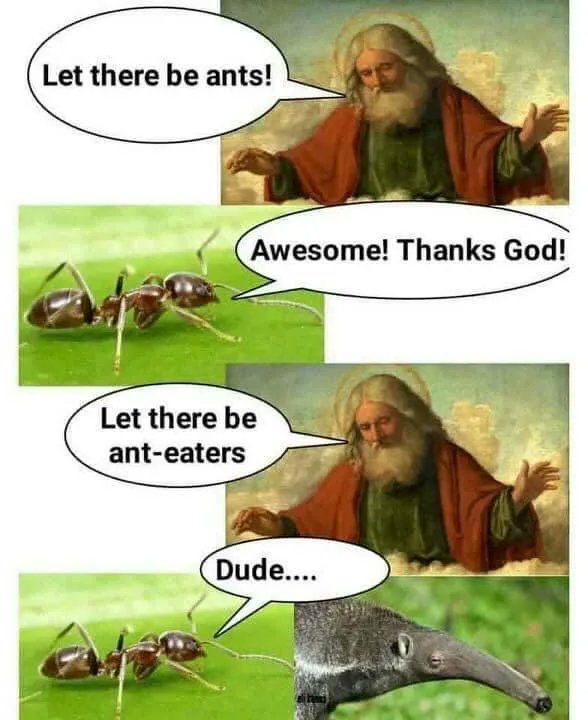 Let there be ants!
Awesome! Thanks God!
Let there be
ant-eaters
Dude....